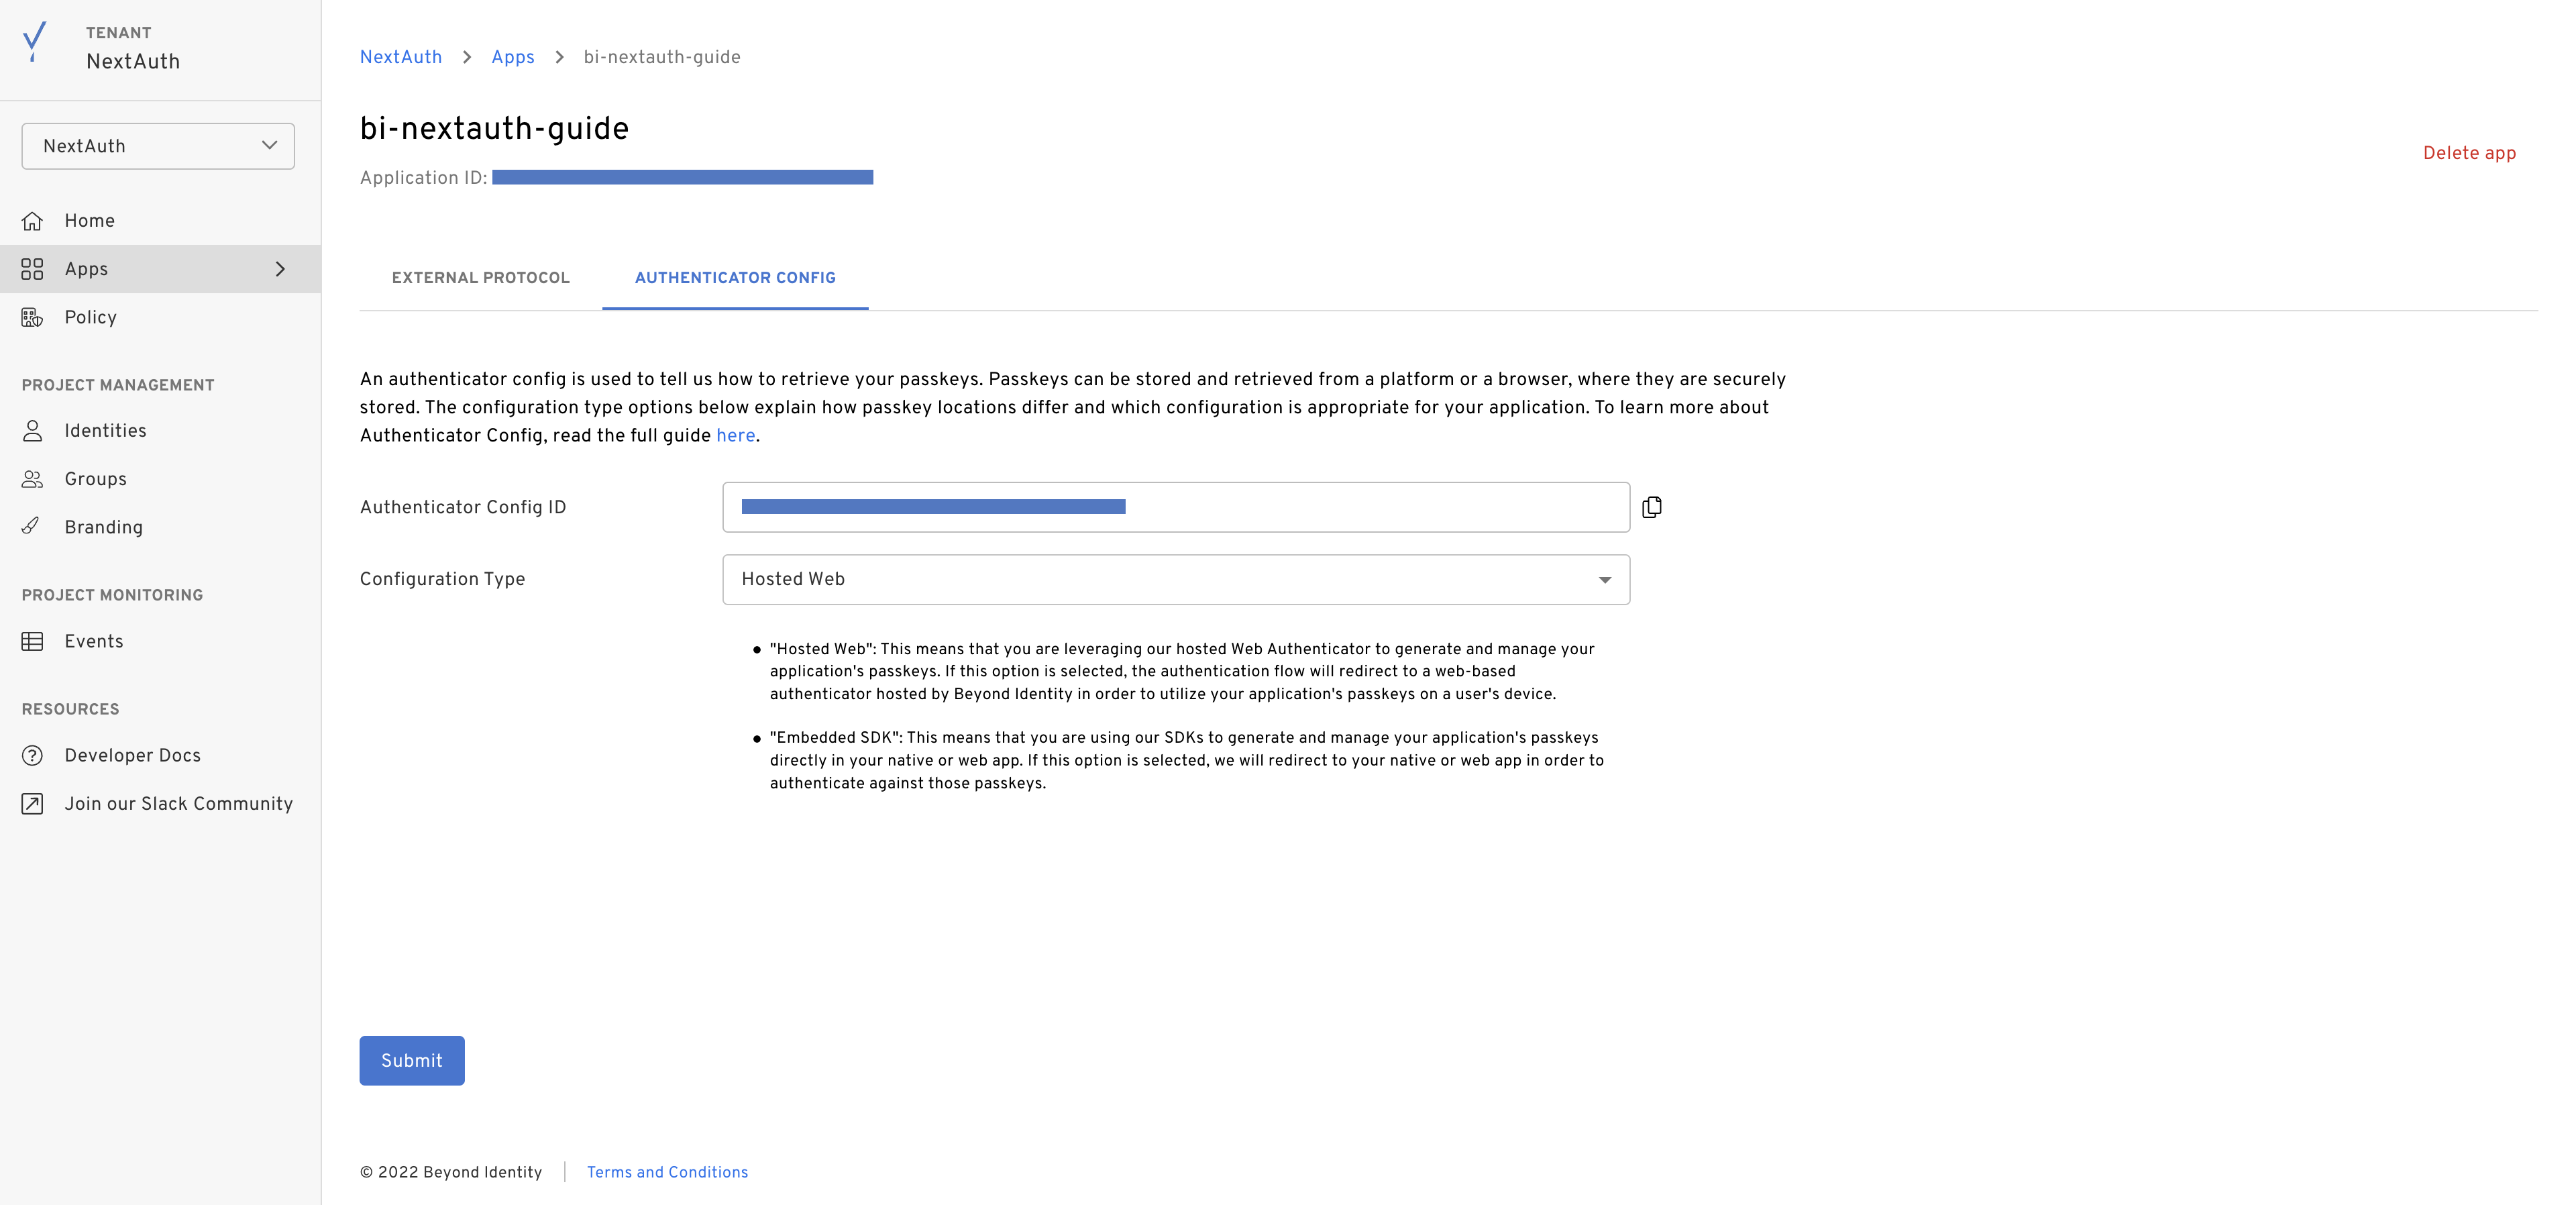 TENANT
NextAuth
NextAuth
Home
Apps
Policy
PROJECT MANAGEMENT
Identities
Groups
Branding
PROJECT MONITORING
Events
RESOURCES
Developer Docs
Join our Slack Community
NextAuth > Apps > bi-nextauth-guide
bi-nextauth-guide
Application ID:
Delete app
EXTERNAL PROTOCOL
AUTHENTICATOR CONFIG
An authenticator config is used to tell us how to retrieve your passkeys. Passkeys can be stored and retrieved from a platform or a browser, where they are securely
stored. The configuration type options below explain how passkey locations differ and which configuration is appropriate for your application. To learn more about
Authenticator Config, read the full guide here.
Authenticator Config ID
Configuration Type
Hosted Web
• "Hosted Web": This means that you are leveraging our hosted Web Authenticator to generate and manage your
application's passkeys. If this option is selected, the authentication flow will redirect to a web-based
authenticator hosted by Beyond Identity in order to utilize your application's passkeys on a user's device.
• "Embedded SDK": This means that you are using our SDKs to generate and manage your application's passkeys
directly in your native or web app. If this option is selected, we will redirect to your native or web app in order to
authenticate against those passkeys.
Submit
© 2022 Beyond Identity
Terms and Conditions